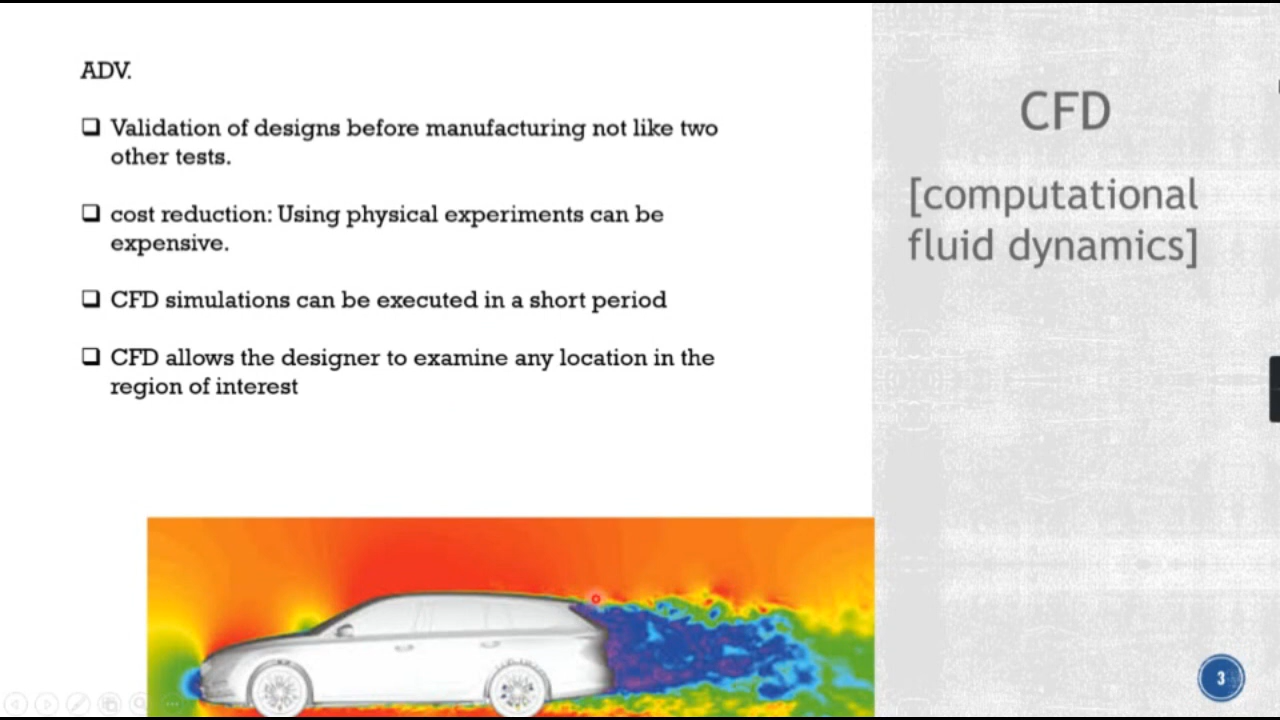 ADV.
Validation of designs before manufacturing not like two
other tests.
cost reduction: Using physical experiments can be
expensive.
CFD simulations can be executed in a short period
CFD allows the designer to examine any location in the
region of interest
CFD
[computational
fluid dynamics]
3